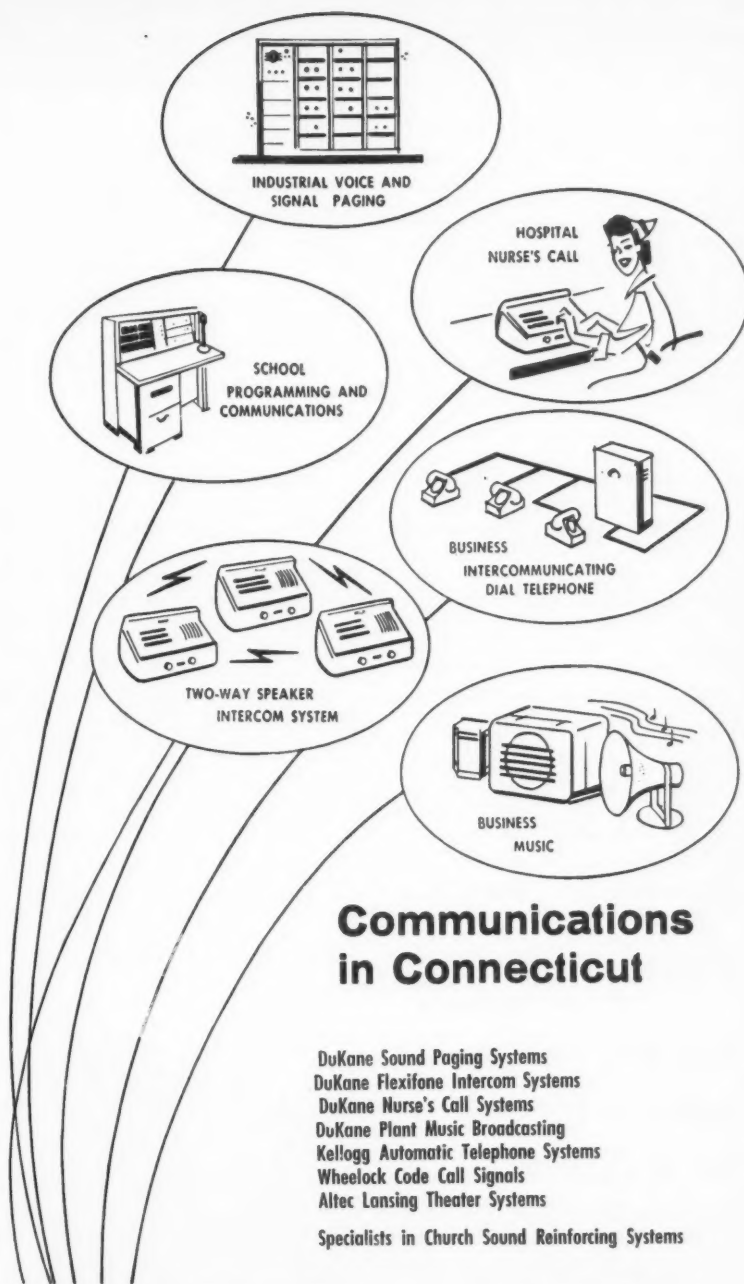 INDUSTRIAL VOICE AND
SIGNAL PAGING
HOSPITAL
NURSE'S CALL
SCHOOL
PROGRAMMING AND
COMMUNICATIONS
BUSINESS
INTERCOMMUNICATING
DIAL TELEPHONE
TWO-WAY SPEAKER
INTERCOM SYSTEM
BUSINESS
MUSIC
Communications
in Connecticut
DuKane Sound Paging Systems
DuKane Flexifone Intercom Systems
DuKane Nurse's Call Systems
DuKane Plant Music Broadcasting
Kellogg Automatic Telephone Systems
Wheelock Code Call Signals
Altec Lansing Theater Systems
Specialists in Church Sound Reinforcing Systems